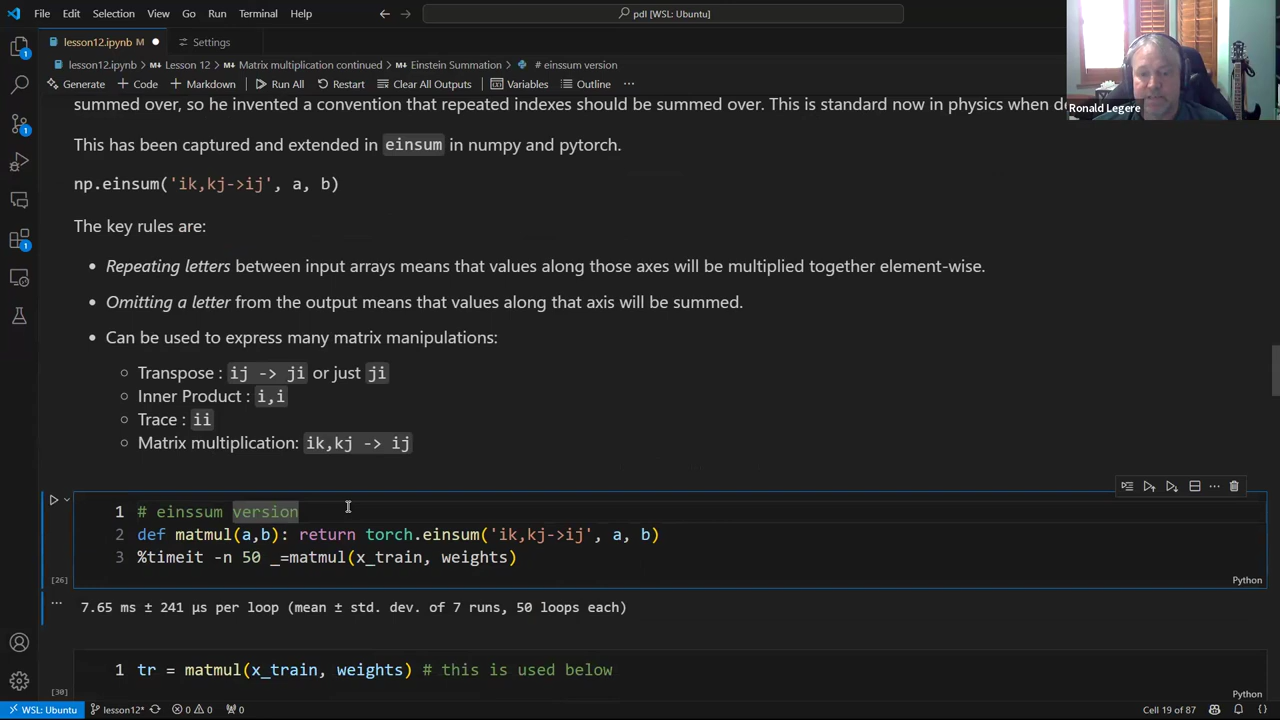 File Edit Selection View Go Run Terminal Help
pdl [WSL: Ubuntu]
lesson12.ipynb M Settings
lesson12.ipynb > Lesson 12 > Matrix multiplication continued > Einstein Summation > # einssum version
Generate + Code + Markdown Run All Restart Clear All Outputs Variables Outline ...
Ronald Legere
summed over, so he invented a convention that repeated indexes should be summed over. This is standard now in physics when d
This has been captured and extended in einsum in numpy and pytorch.
np.einsum('ik,kj->ij', a, b)
The key rules are:
• Repeating letters between input arrays means that values along those axes will be multiplied together element-wise.
• Omitting a letter from the output means that values along that axis will be summed.
• Can be used to express many matrix manipulations:
○ Transpose : ij -> ji or just ji
○ Inner Product : i,i
○ Trace : ii
○ Matrix multiplication: ik,kj -> ij
1 # einssum version
2 def matmul(a,b): return torch.einsum('ik,kj->ij', a, b)
3 %timeit -n 50 _=matmul(x_train, weights)
[26] Python
... 7.65 ms ± 241 µs per loop (mean ± std. dev. of 7 runs, 50 loops each)
1 tr = matmul(x_train, weights) # this is used below
[30] Python
WSL: Ubuntu lesson12* 0 0 0 Cell 19 of 87